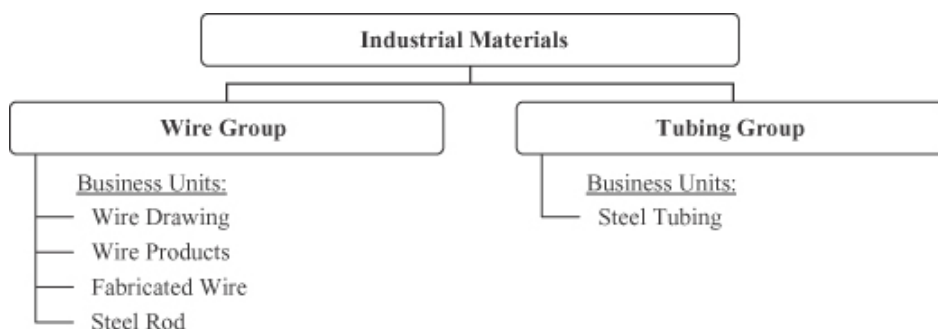 Industrial Materials
Wire Group
Tubing Group
Business Units:
Wire Drawing
Wire Products
Fabricated Wire
Steel Rod
Business Units:
Steel Tubing